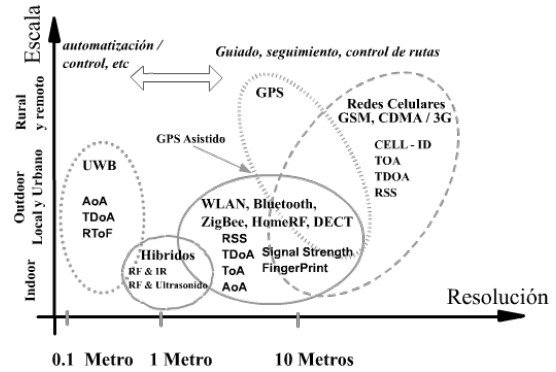 Escala
automatización /
control, etc
Guiado, seguimiento, control de rutas
Rural
y remoto
Outdoor
Local y Urbano
Indoor
GPS
Redes Celulares
GSM, CDMA / 3G
CELL - ID
TOA
TDOA
RSS
GPS Asistido
UWB
AoA
TDoA
RToF
WLAN, Bluetooth,
ZigBee, HomeRF, DECT
RSS
TDoA
ToA
AoA
Signal Strength
FingerPrint
Híbridos
RF & IR
RF & Ultrasonido
Resolución
0.1 Metro
1 Metro
10 Metros